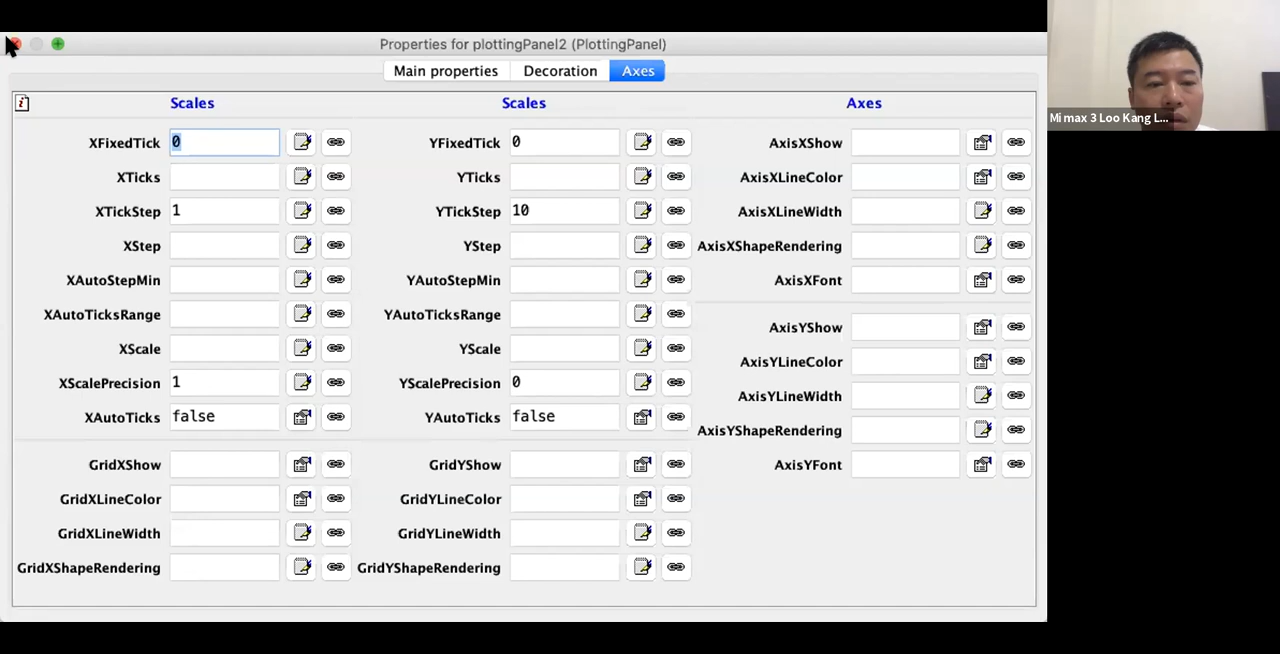 Properties for plottingPanel2 (PlottingPanel)
Main properties Decoration Axes
Scales Scales Axes
XFixedTick 0 YFixedTick 0 AxisXShow
XTicks YTicks AxisXLineColor
XTickStep 1 YTickStep 10 AxisXLineWidth
XStep YStep AxisXShapeRendering
XAutoStepMin YAutoStepMin AxisXFont
XAutoTicksRange YAutoTicksRange AxisYShow
XScale YScale AxisYLineColor
XScalePrecision 1 YScalePrecision 0 AxisYLineWidth
XAutoTicks false YAutoTicks false AxisYShapeRendering
GridXShow GridYShow AxisYFont
GridXLineColor GridYLineColor
GridXLineWidth GridYLineWidth
GridXShapeRendering GridYShapeRendering
Mi max 3 Loo Kang L...